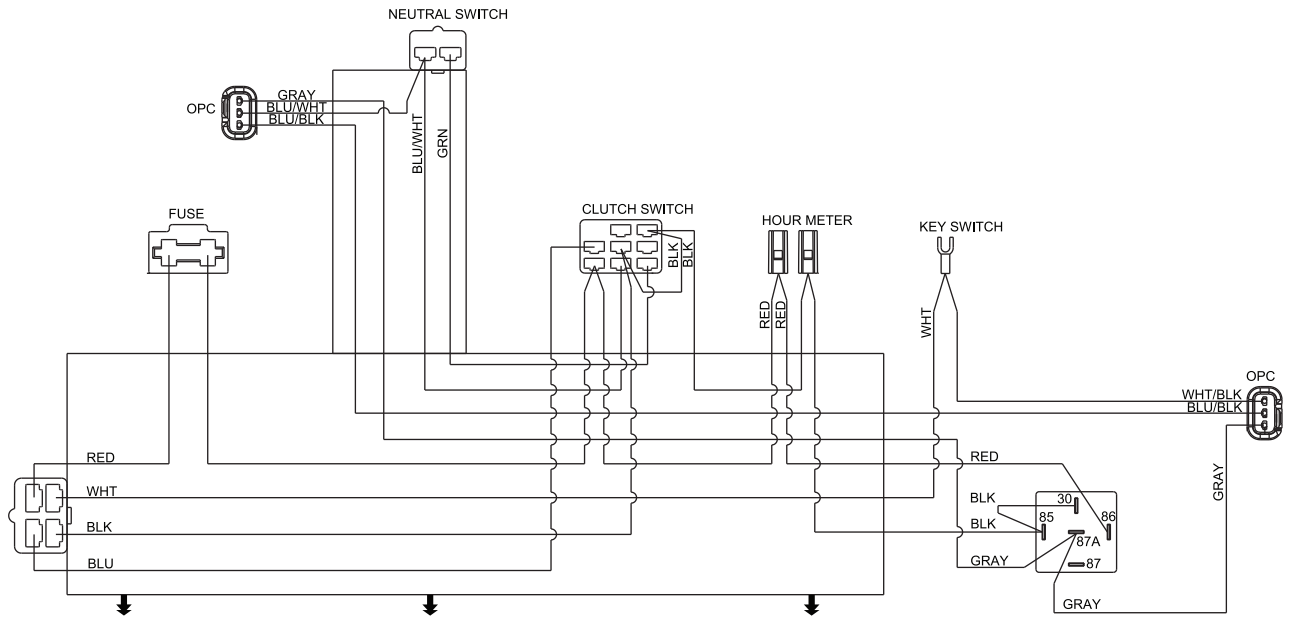 NEUTRAL SWITCH
OPC
GRAY
BLU/WHT
BLU/BLK
BLU/WHT
GRN
FUSE
CLUTCH SWITCH
BLK
BLK
HOUR METER
RED
RED
KEY SWITCH
WHT
OPC
WHT/BLK
BLU/BLK
GRAY
RED
RED
WHT
BLK
BLU
BLK
BLK
GRAY
GRAY
30
85
86
87A
87